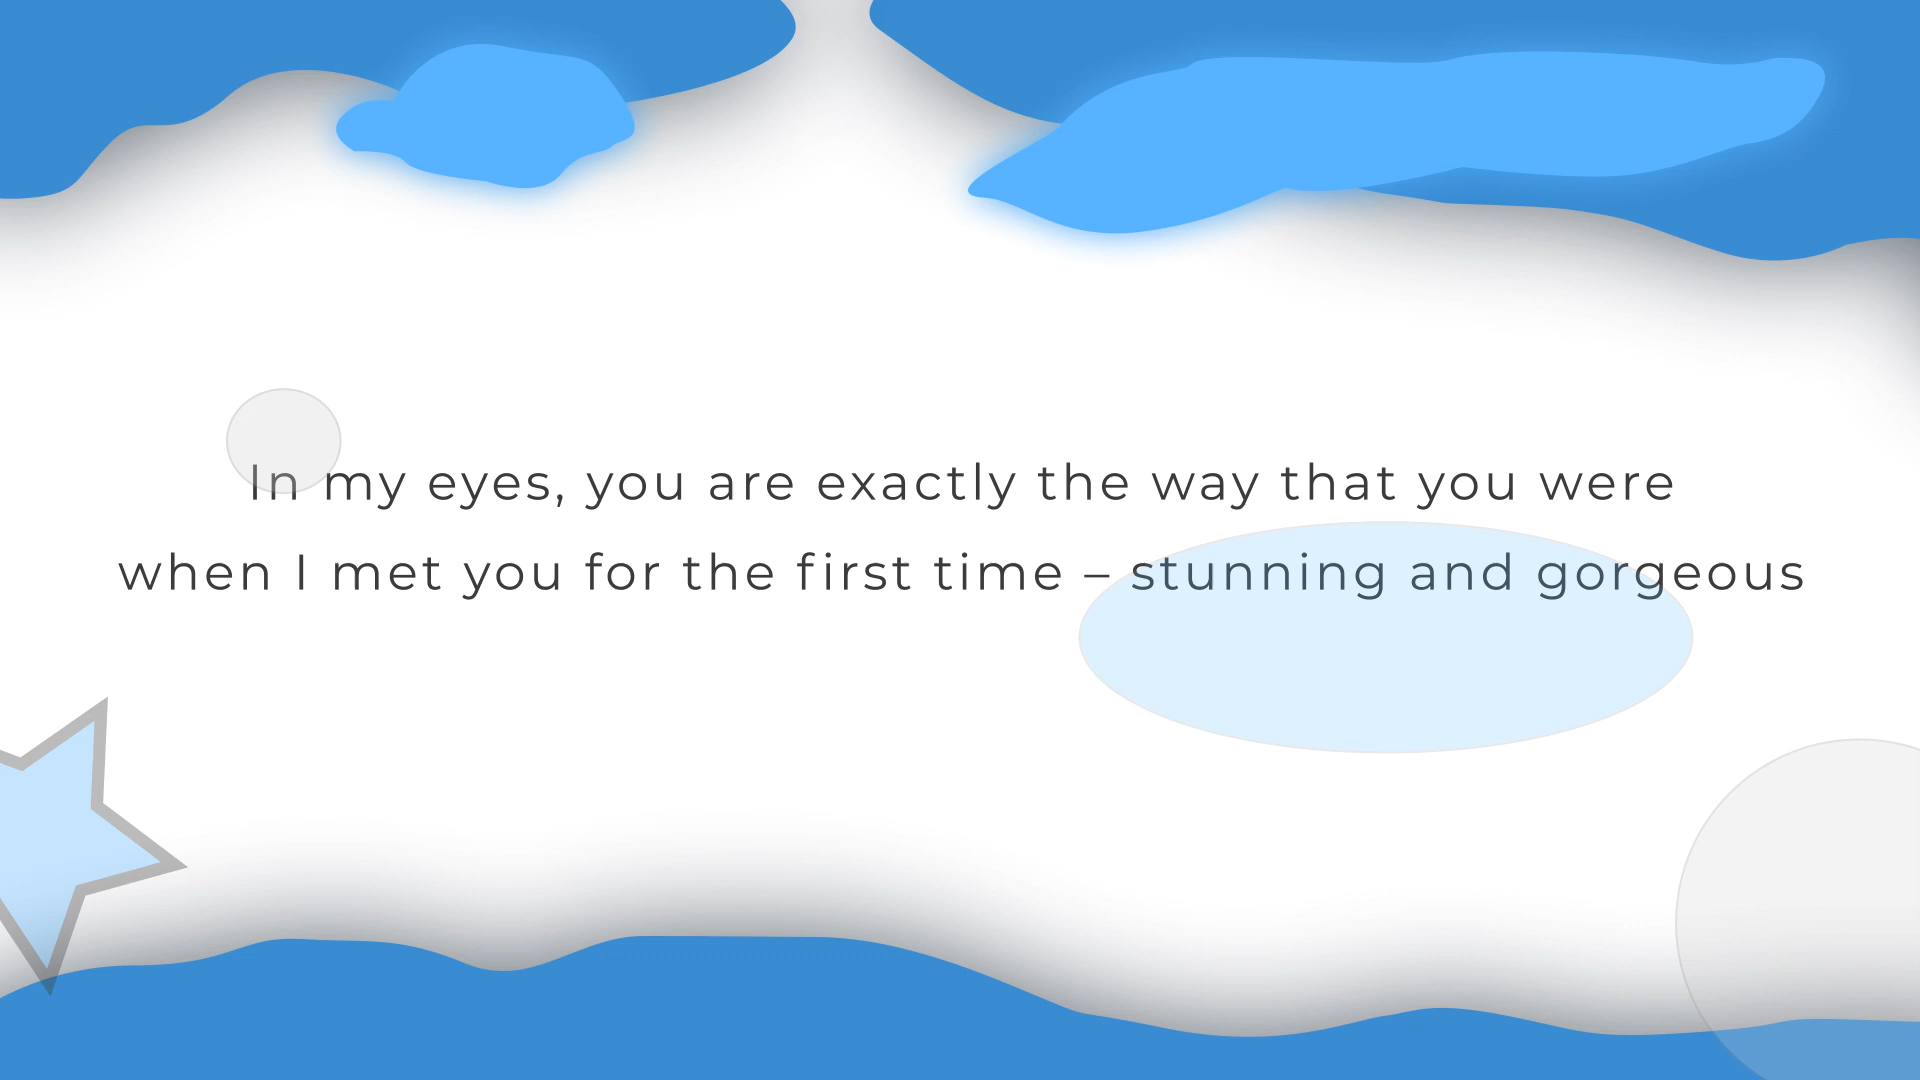 In my eyes, you are exactly the way that you were
when I met you for the first time – stunning and gorgeous